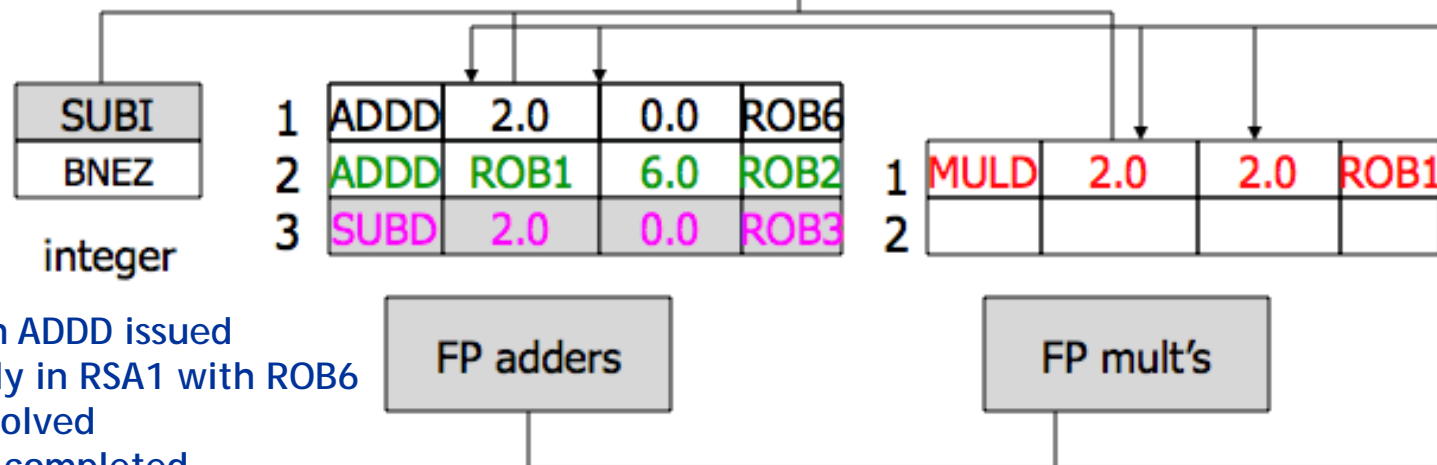 SUBI
BNEZ
integer
1 ADDD 2.0 0.0 ROB6
2 ADDD ROB1 6.0 ROB2
3 SUBD 2.0 0.0 ROB3
1 MULD 2.0 2.0 ROB1
2
FP adders
FP mult's
ADDD issued
in RSA1 with ROB6
completed